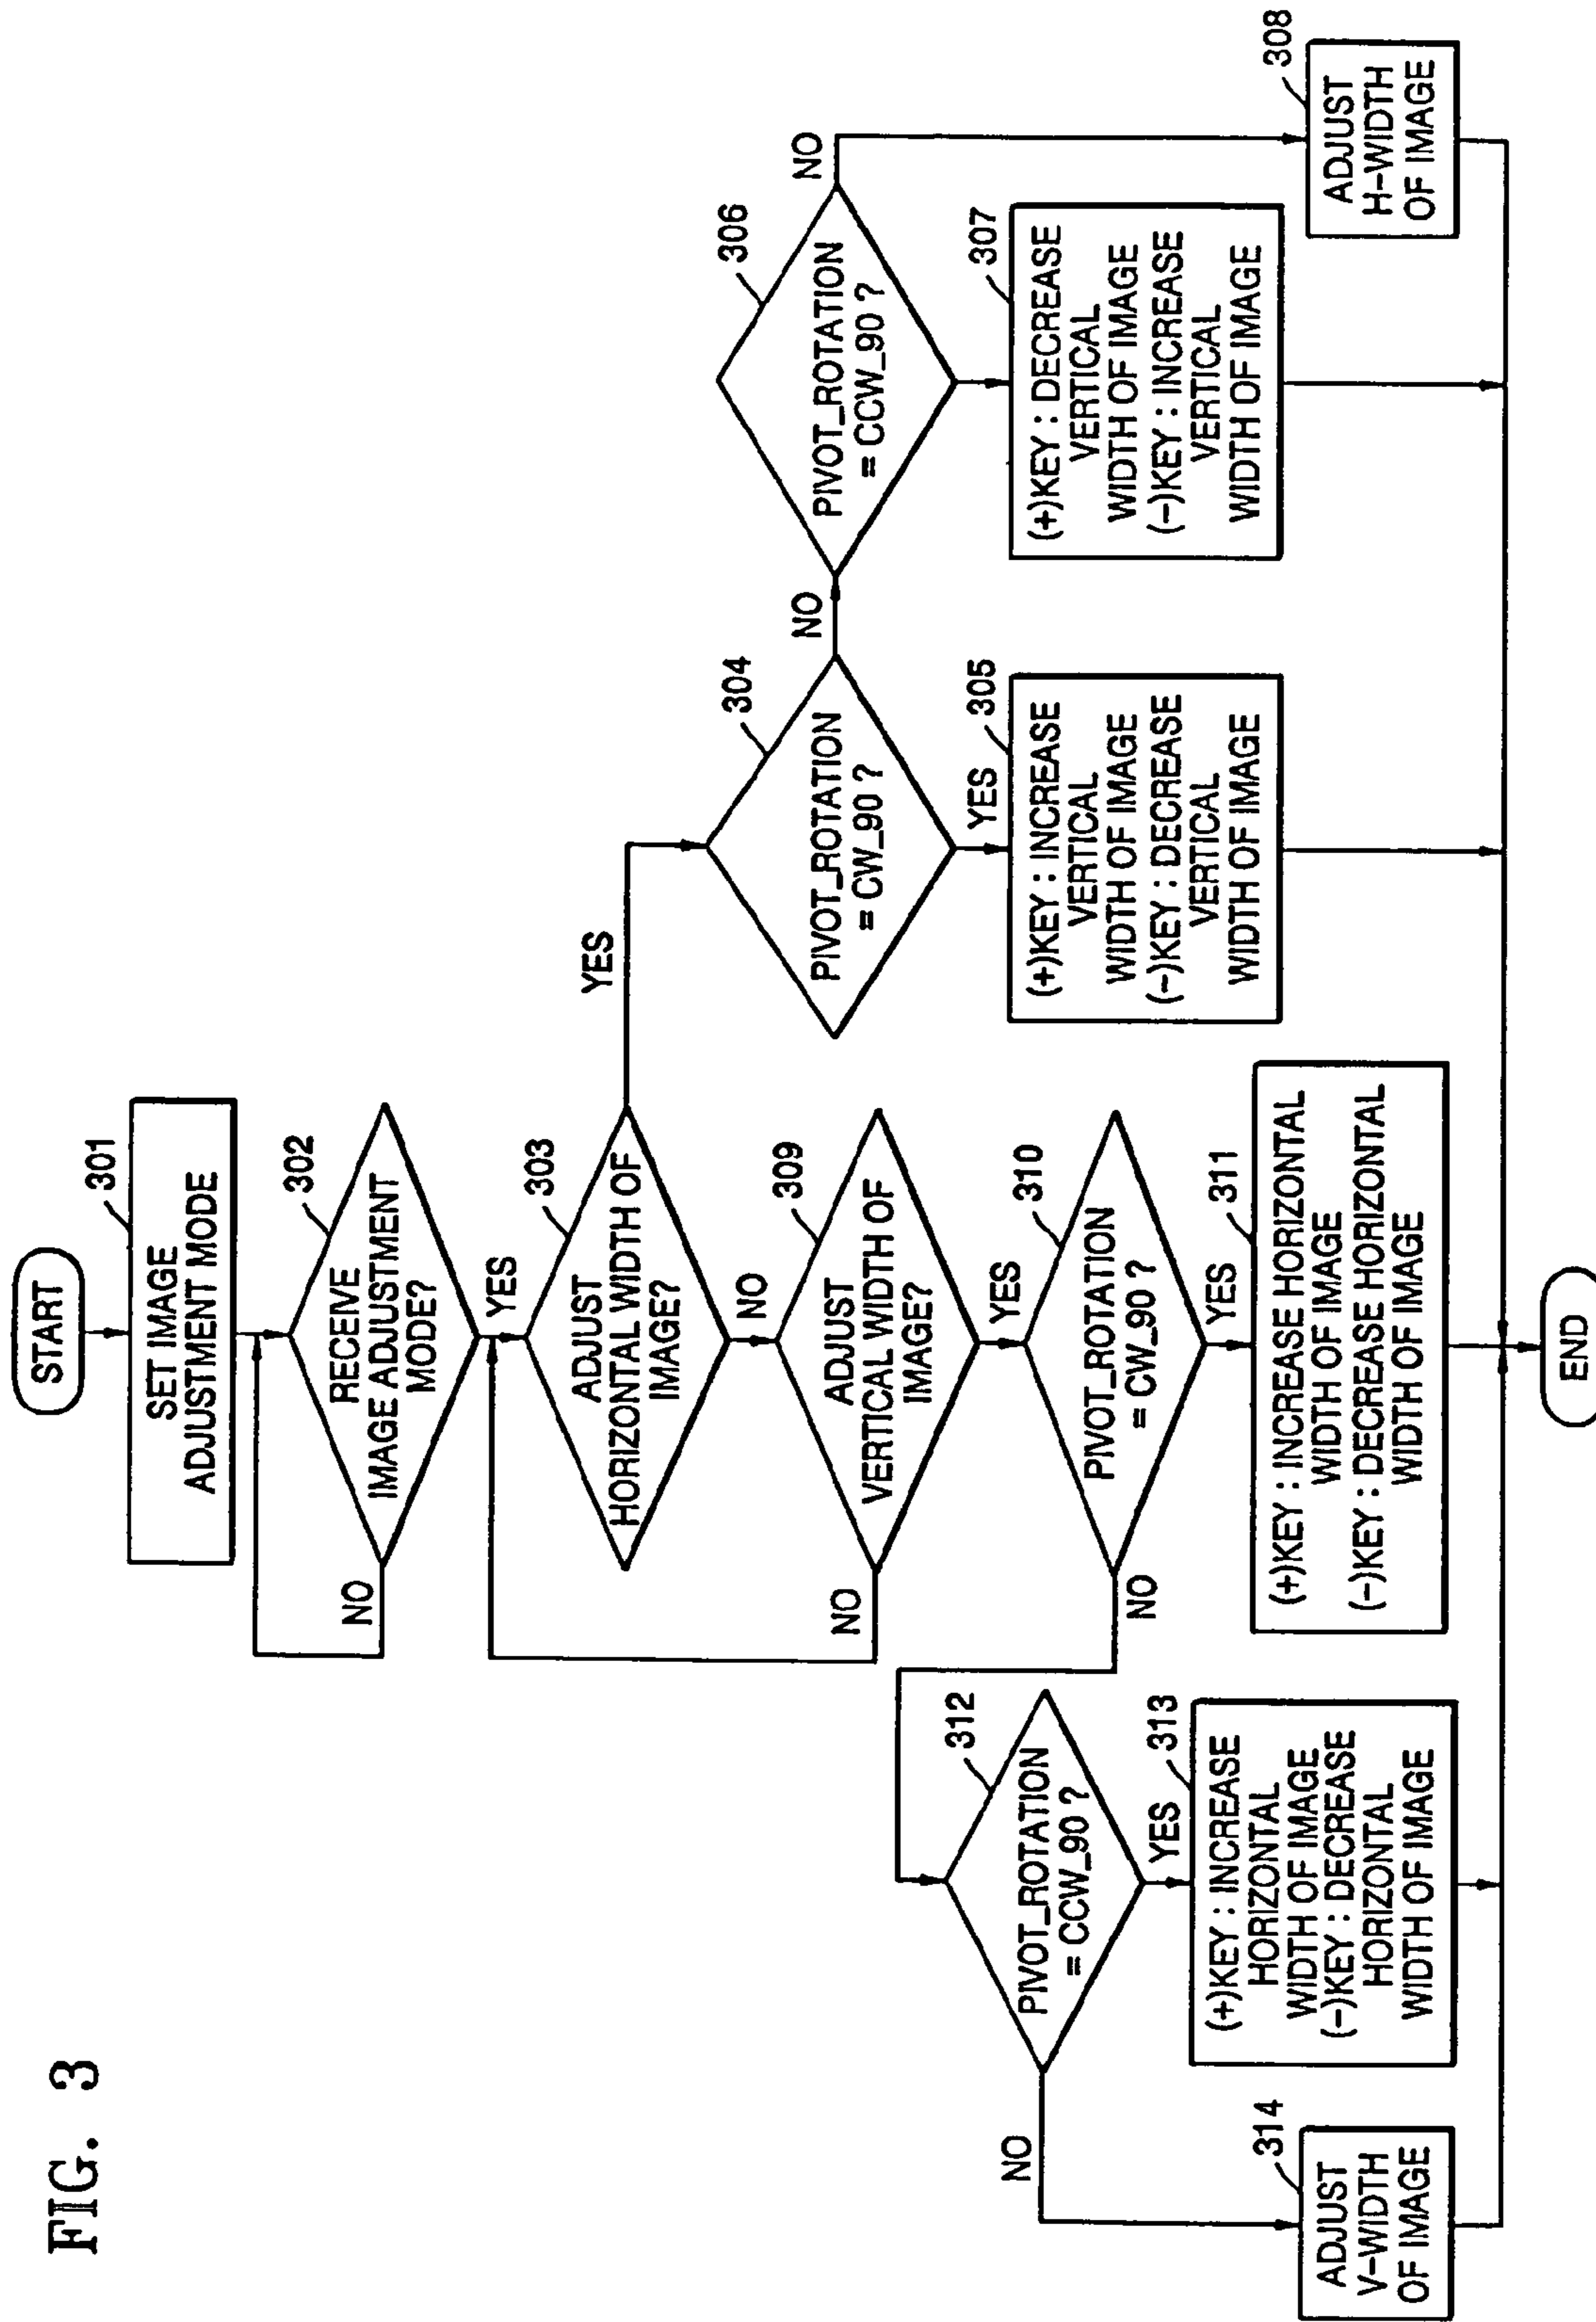 FIG. 3
START
301
SET IMAGE
ADJUSTMENT MODE
302
RECEIVE
IMAGE ADJUSTMENT
MODE?
NO
YES
303
ADJUST
HORIZONTAL WIDTH OF
IMAGE?
YES
NO
304
PIVOT_ROTATION
= CW_90 ?
NO
YES
305
(+)KEY : INCREASE
VERTICAL
WIDTH OF IMAGE
(-)KEY : DECREASE
VERTICAL
WIDTH OF IMAGE
306
PIVOT_ROTATION
= CCW_90 ?
NO
307
(+)KEY : DECREASE
VERTICAL
WIDTH OF IMAGE
(-)KEY : INCREASE
VERTICAL
WIDTH OF IMAGE
308
ADJUST
H-WIDTH
OF IMAGE
309
ADJUST
VERTICAL WIDTH OF
IMAGE?
NO
YES
310
PIVOT_ROTATION
= CW_90 ?
NO
YES
311
(+)KEY : INCREASE HORIZONTAL
WIDTH OF IMAGE
(-)KEY : DECREASE HORIZONTAL
WIDTH OF IMAGE
312
PIVOT_ROTATION
= CCW_90 ?
NO
YES
313
(+)KEY : INCREASE
HORIZONTAL
WIDTH OF IMAGE
(-)KEY : DECREASE
HORIZONTAL
WIDTH OF IMAGE
314
ADJUST
V-WIDTH
OF IMAGE
END